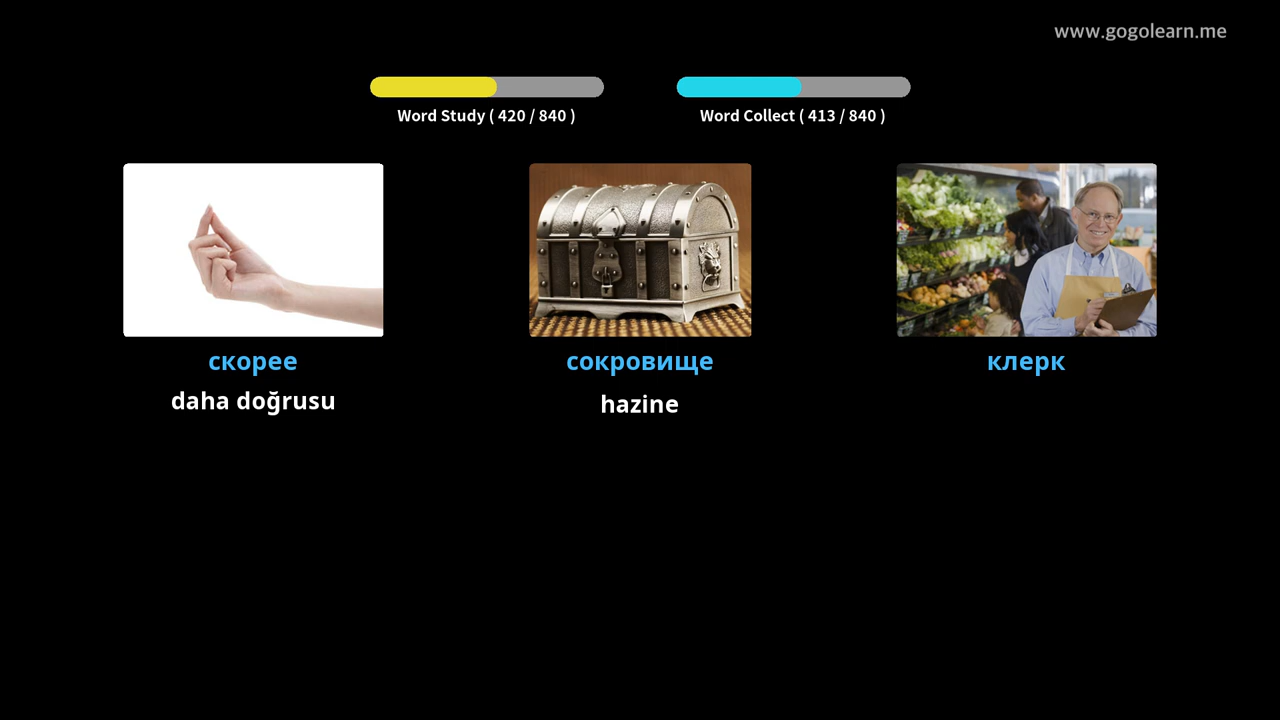 www.gogolearn.me
Word Study ( 420 / 840 )
Word Collect ( 413 / 840 )
скорее
сокровище
клерк
daha doğrusu
hazine